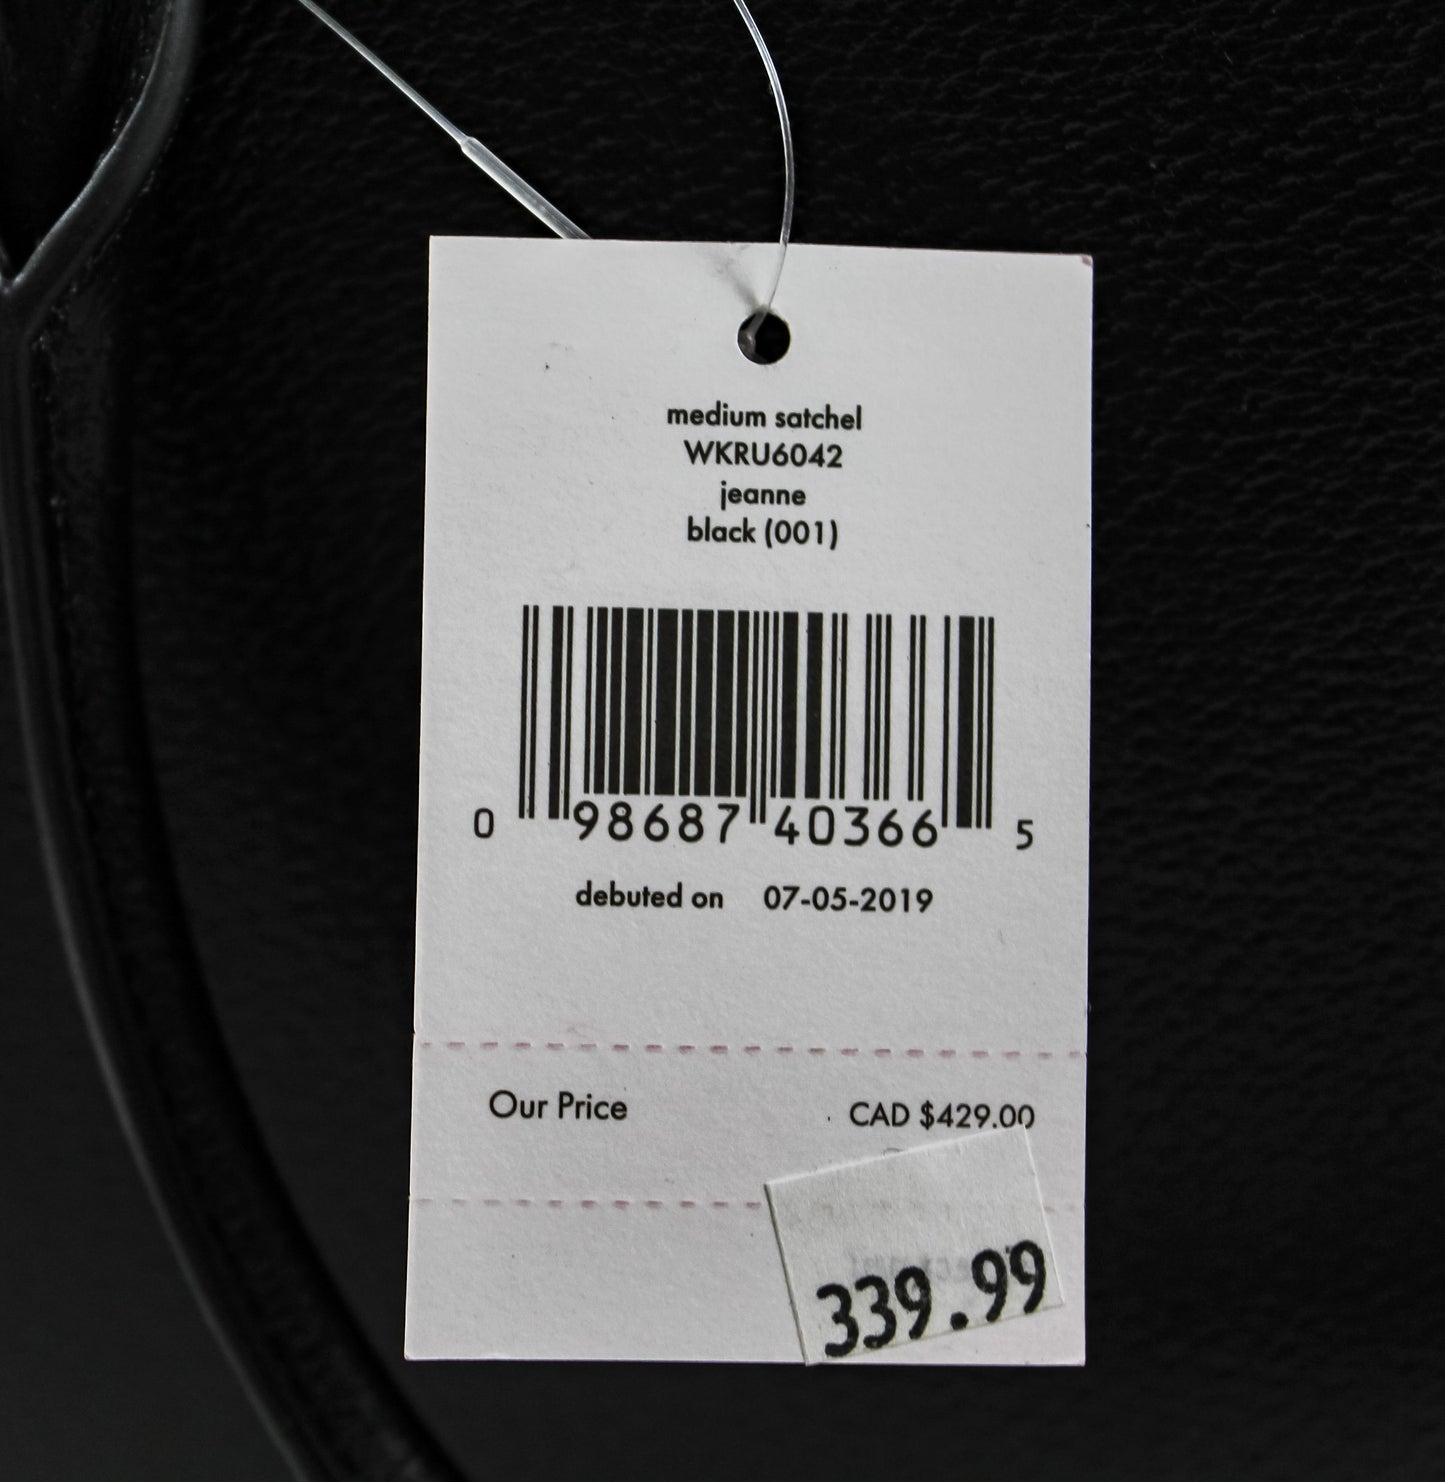 medium satchel
WKRU6042
jeanne
black (001)
0 98687 40366 5
debuted on 07-05-2019
Our Price CAD $429.00
339.99